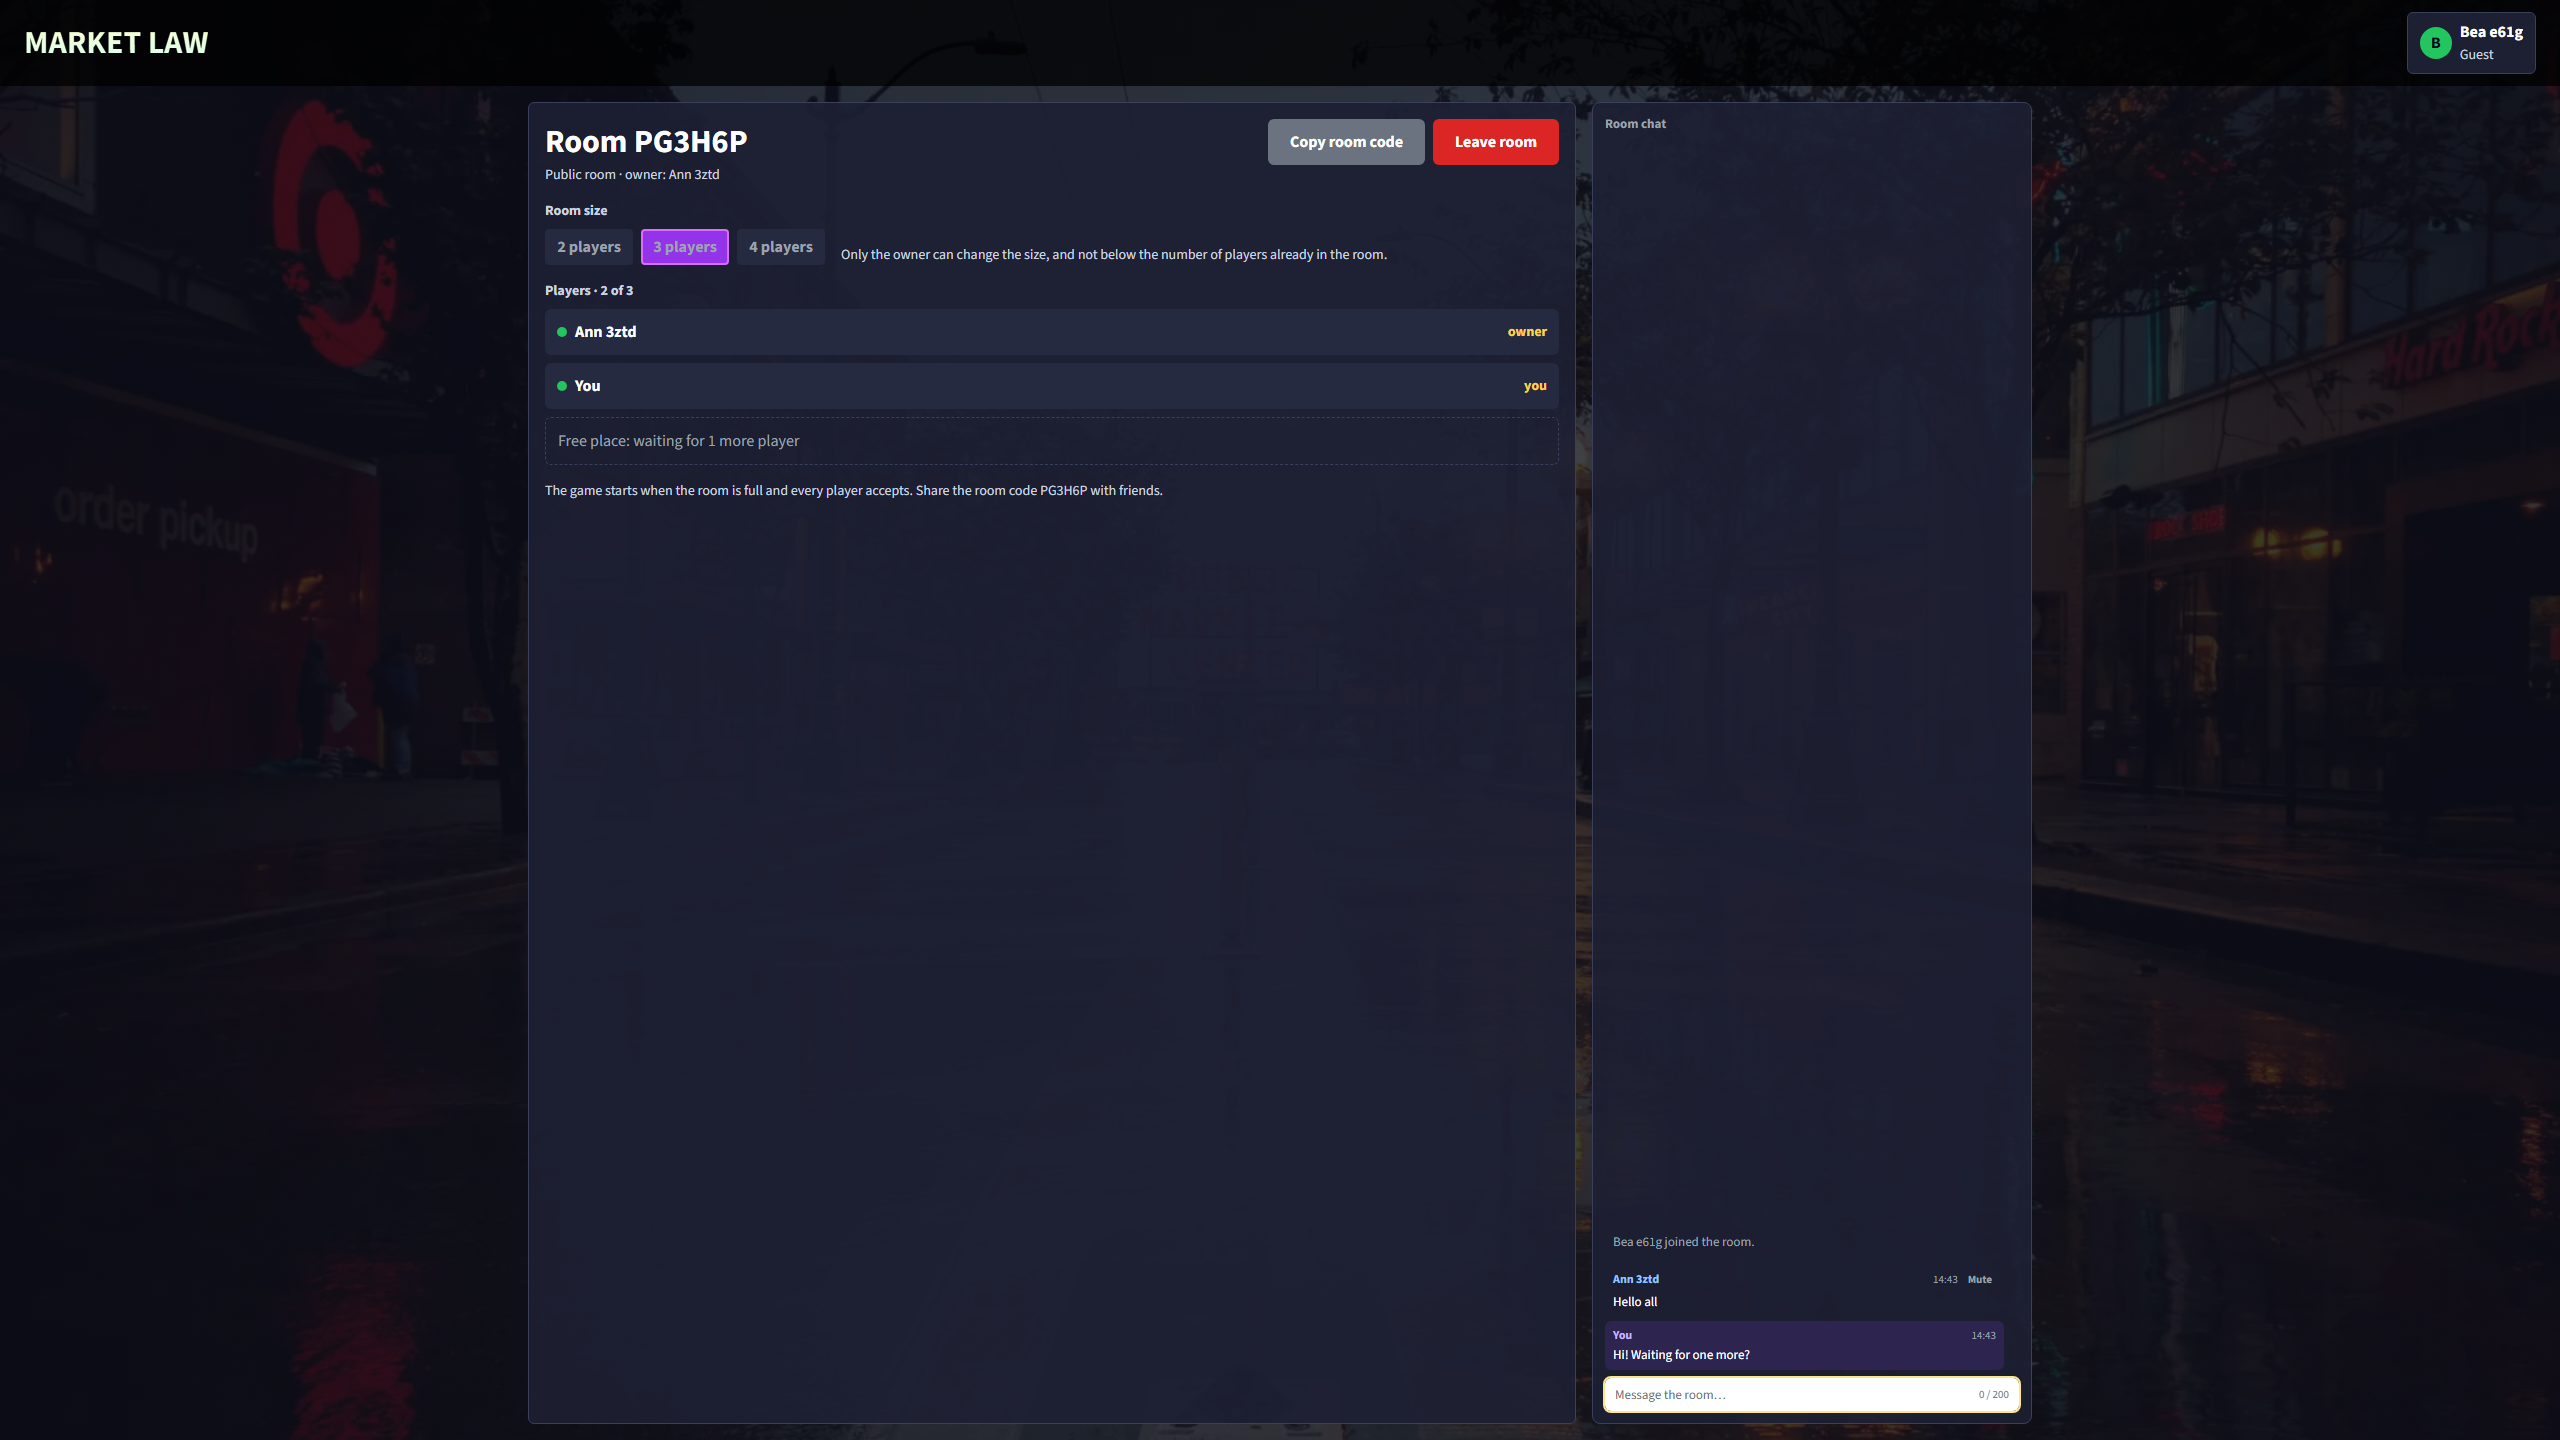 MARKET LAW
B
Bea e61g
Guest
Room PG3H6P
Copy room code
Leave room
Public room · owner: Ann 3ztd
Room size
2 players
3 players
4 players
Only the owner can change the size, and not below the number of players already in the room.
Players · 2 of 3
Ann 3ztd
owner
You
you
Free place: waiting for 1 more player
The game starts when the room is full and every player accepts. Share the room code PG3H6P with friends.
Room chat
Bea e61g joined the room.
Ann 3ztd
14:43
Mute
Hello all
You
14:43
Hi! Waiting for one more?
Message the room…
0 / 200
order pickup
Hard Rock